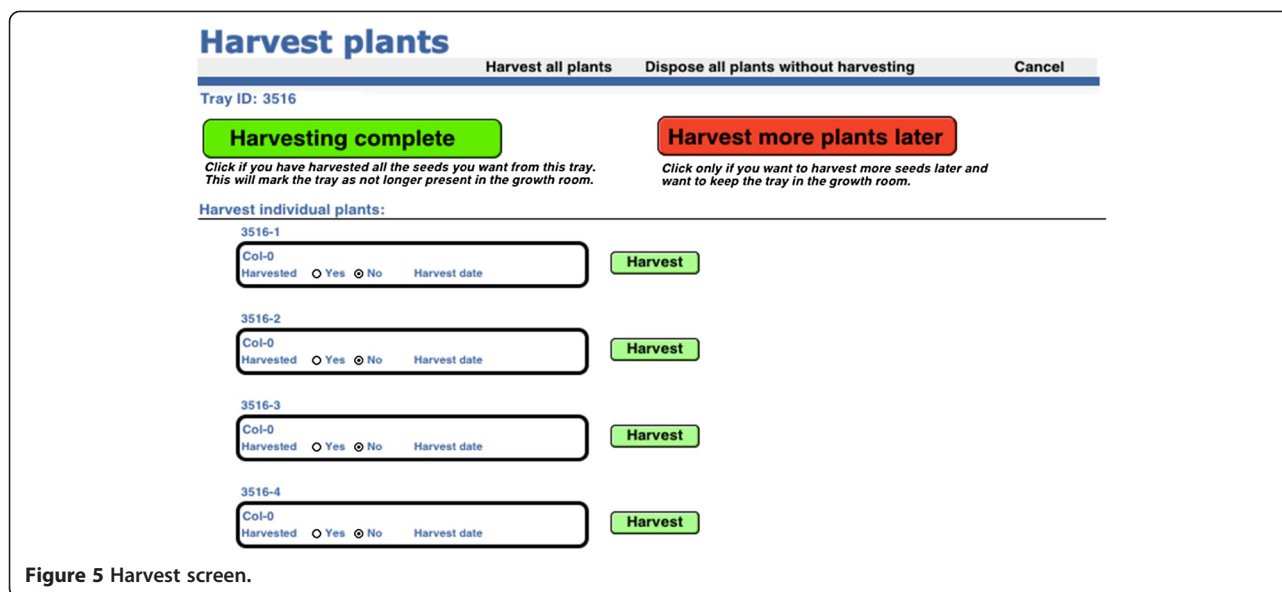 Harvest plants
Harvest all plants Dispose all plants without harvesting Cancel
Tray ID: 3516
Harvesting complete Harvest more plants later
Click if you have harvested all the seeds you want from this tray.
This will mark the tray as not longer present in the growth room.
Click only if you want to harvest more seeds later and
want to keep the tray in the growth room.
Harvest individual plants:
3516-1
Col-0
Harvested Yes No Harvest date
Harvest
3516-2
Col-0
Harvested Yes No Harvest date
Harvest
3516-3
Col-0
Harvested Yes No Harvest date
Harvest
3516-4
Col-0
Harvested Yes No Harvest date
Harvest
Figure 5 Harvest screen.